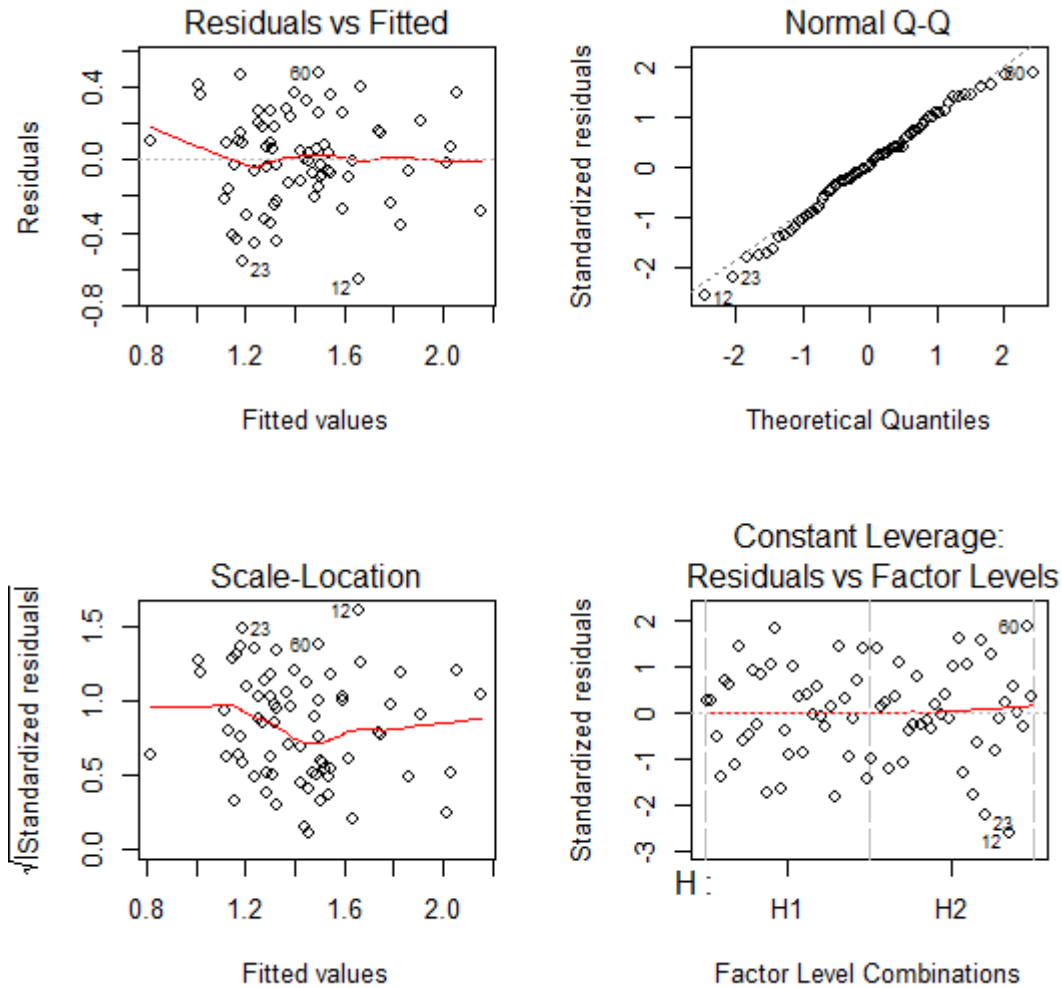 Residuals vs Fitted
Residuals
0.4
0.0
-0.4
-0.8
60
23
12
0.8
1.2
1.6
2.0
Fitted values
Normal Q-Q
Standardized residuals
2
1
0
-1
-2
60
23
12
-2
-1
0
1
2
Theoretical Quantiles
Scale-Location
√|Standardized residuals|
1.5
1.0
0.5
0.0
12
23
60
0.8
1.2
1.6
2.0
Fitted values
Constant Leverage:
Residuals vs Factor Levels
Standardized residuals
2
1
0
-1
-2
-3
60
23
12
H :
H1
H2
Factor Level Combinations